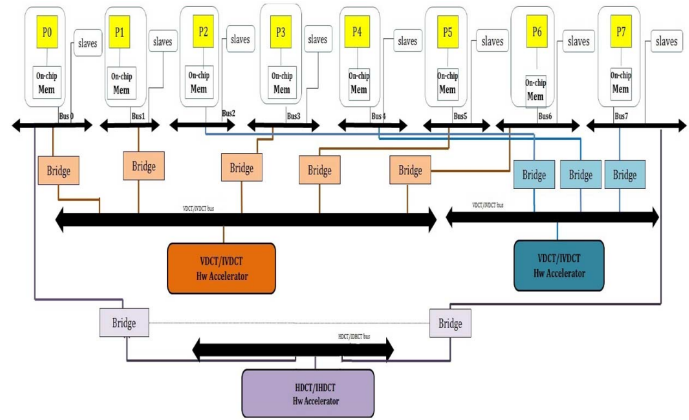 P0
P1
P2
P3
P4
P5
P6
P7
slaves
slaves
slaves
slaves
slaves
slaves
slaves
slaves
On-chip
Mem
On-chip
Mem
On-chip
Mem
On-chip
Mem
On-chip
Mem
On-chip
Mem
On-chip
Mem
On-chip
Mem
Bus 0
Bus1
Bus2
Bus3
Bus 4
Bus5
Bus6
Bus7
Bridge
Bridge
Bridge
Bridge
Bridge
Bridge
Bridge
Bridge
VDCT/IVDCT bus
VDCT/IVDCT bus
VDCT/IVDCT
Hw Accelerator
VDCT/IVDCT
Hw Accelerator
Bridge
Bridge
HDCT/IHDCT
Hw Accelerator